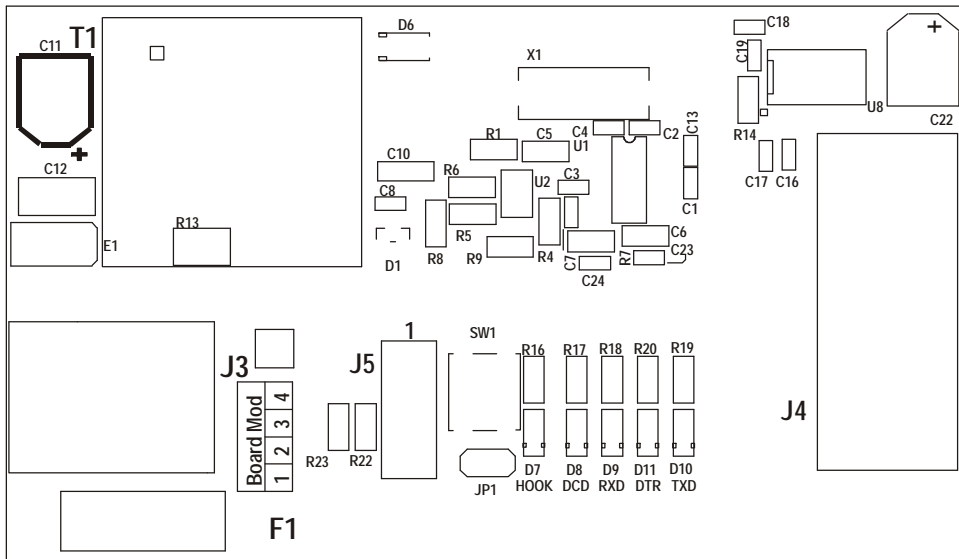 C11
T1
D6
X1
C18
C19
+
U8
C22
R14
C17
C16
C12
+
E1
R13
C10
C8
D1
R1
C5
C4
U1
C2
C13
C1
R6
R5
R8
R9
U2
R4
C3
C7
C24
C6
R7
C23
J3
Board Mod
1 2 3 4
F1
1
J5
R23
R22
SW1
JP1
R16
R17
R18
R20
R19
D7
HOOK
D8
DCD
D9
RXD
D11
DTR
D10
TXD
J4